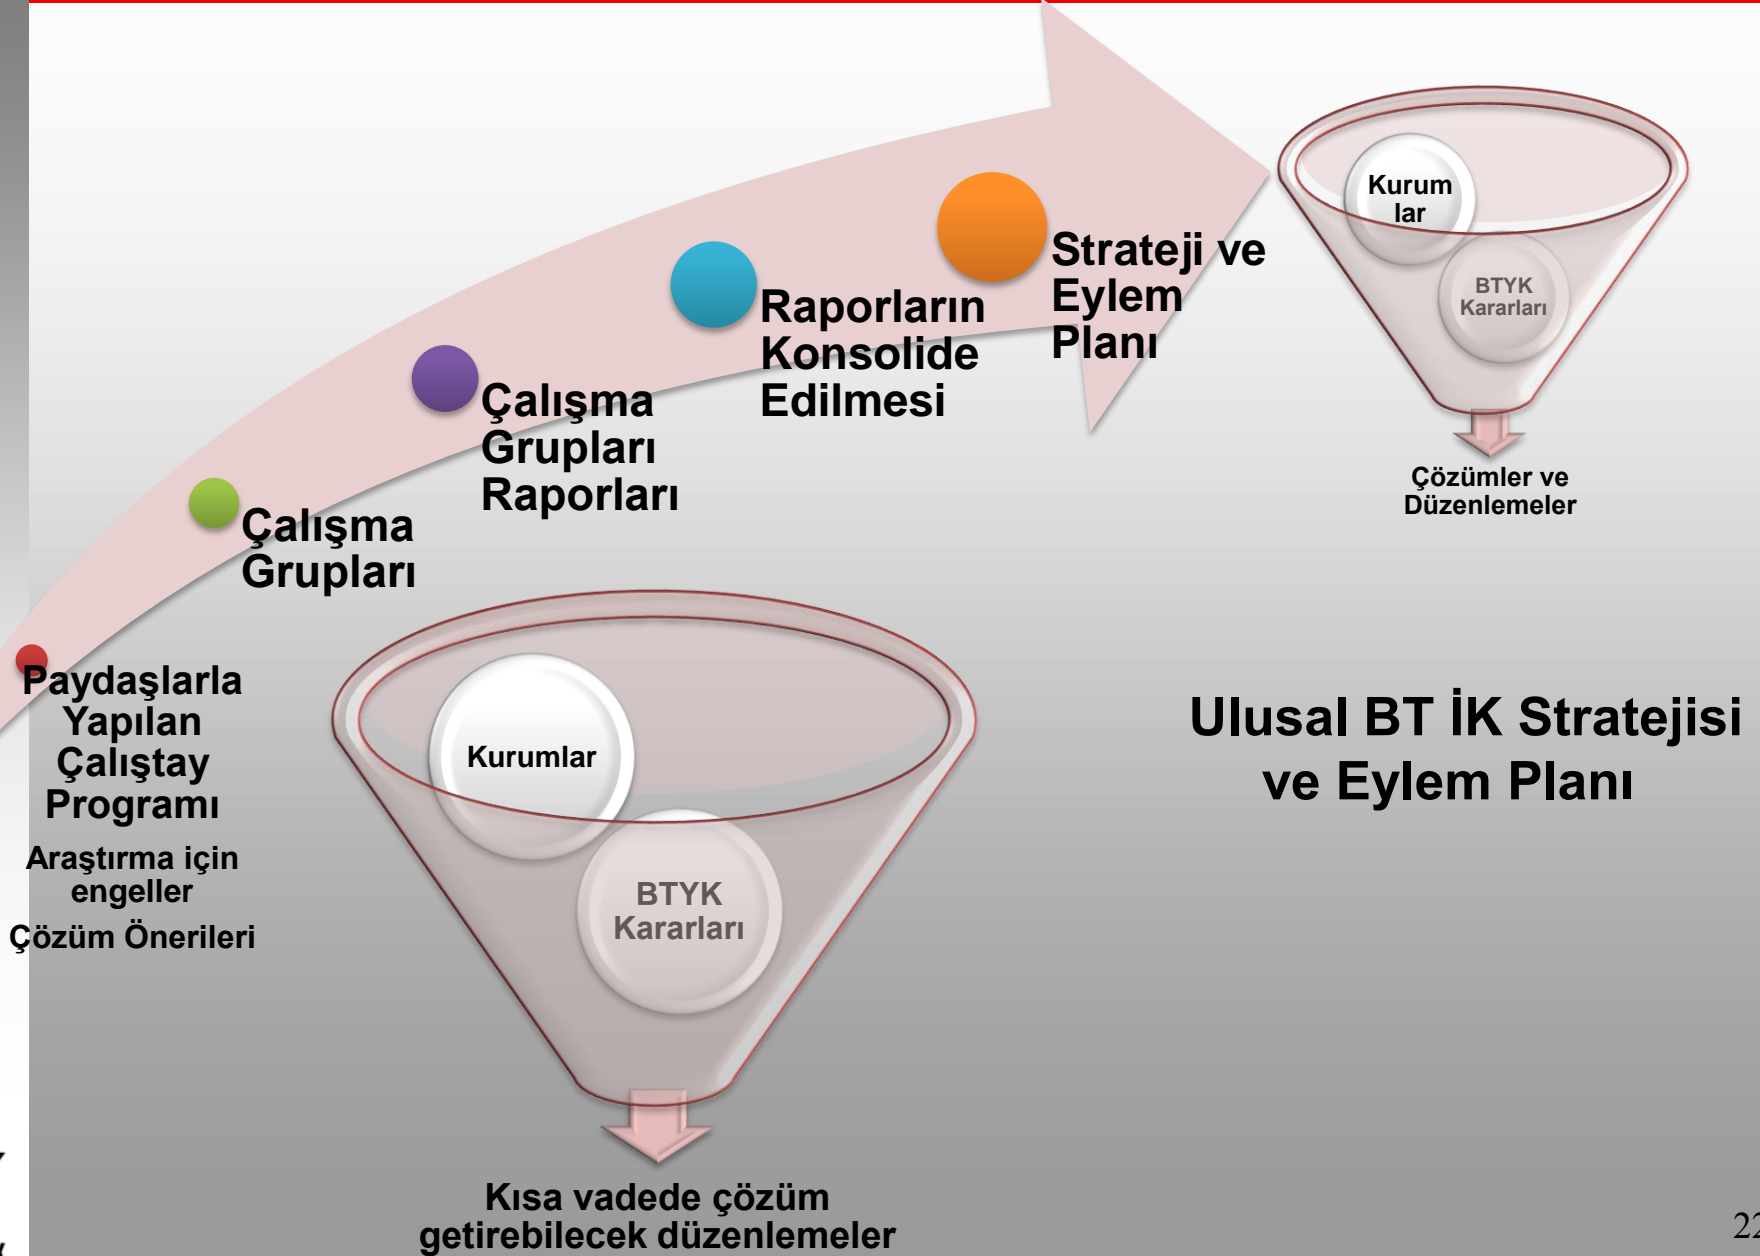 Kurum
lar
BTYK
Kararları
Çözümler ve
Düzenlemeler
Strateji ve
Eylem
Planı
Raporların
Konsolide
Edilmesi
Çalışma
Grupları
Raporları
Çalışma
Grupları
Paydaşlarla
Yapılan
Çalıştay
Programı
Araştırma için
engeller
Çözüm Önerileri
Kurumlar
BTYK
Kararları
Kısa vadede çözüm
getirebilecek düzenlemeler
Ulusal BT İK Stratejisi
ve Eylem Planı
22